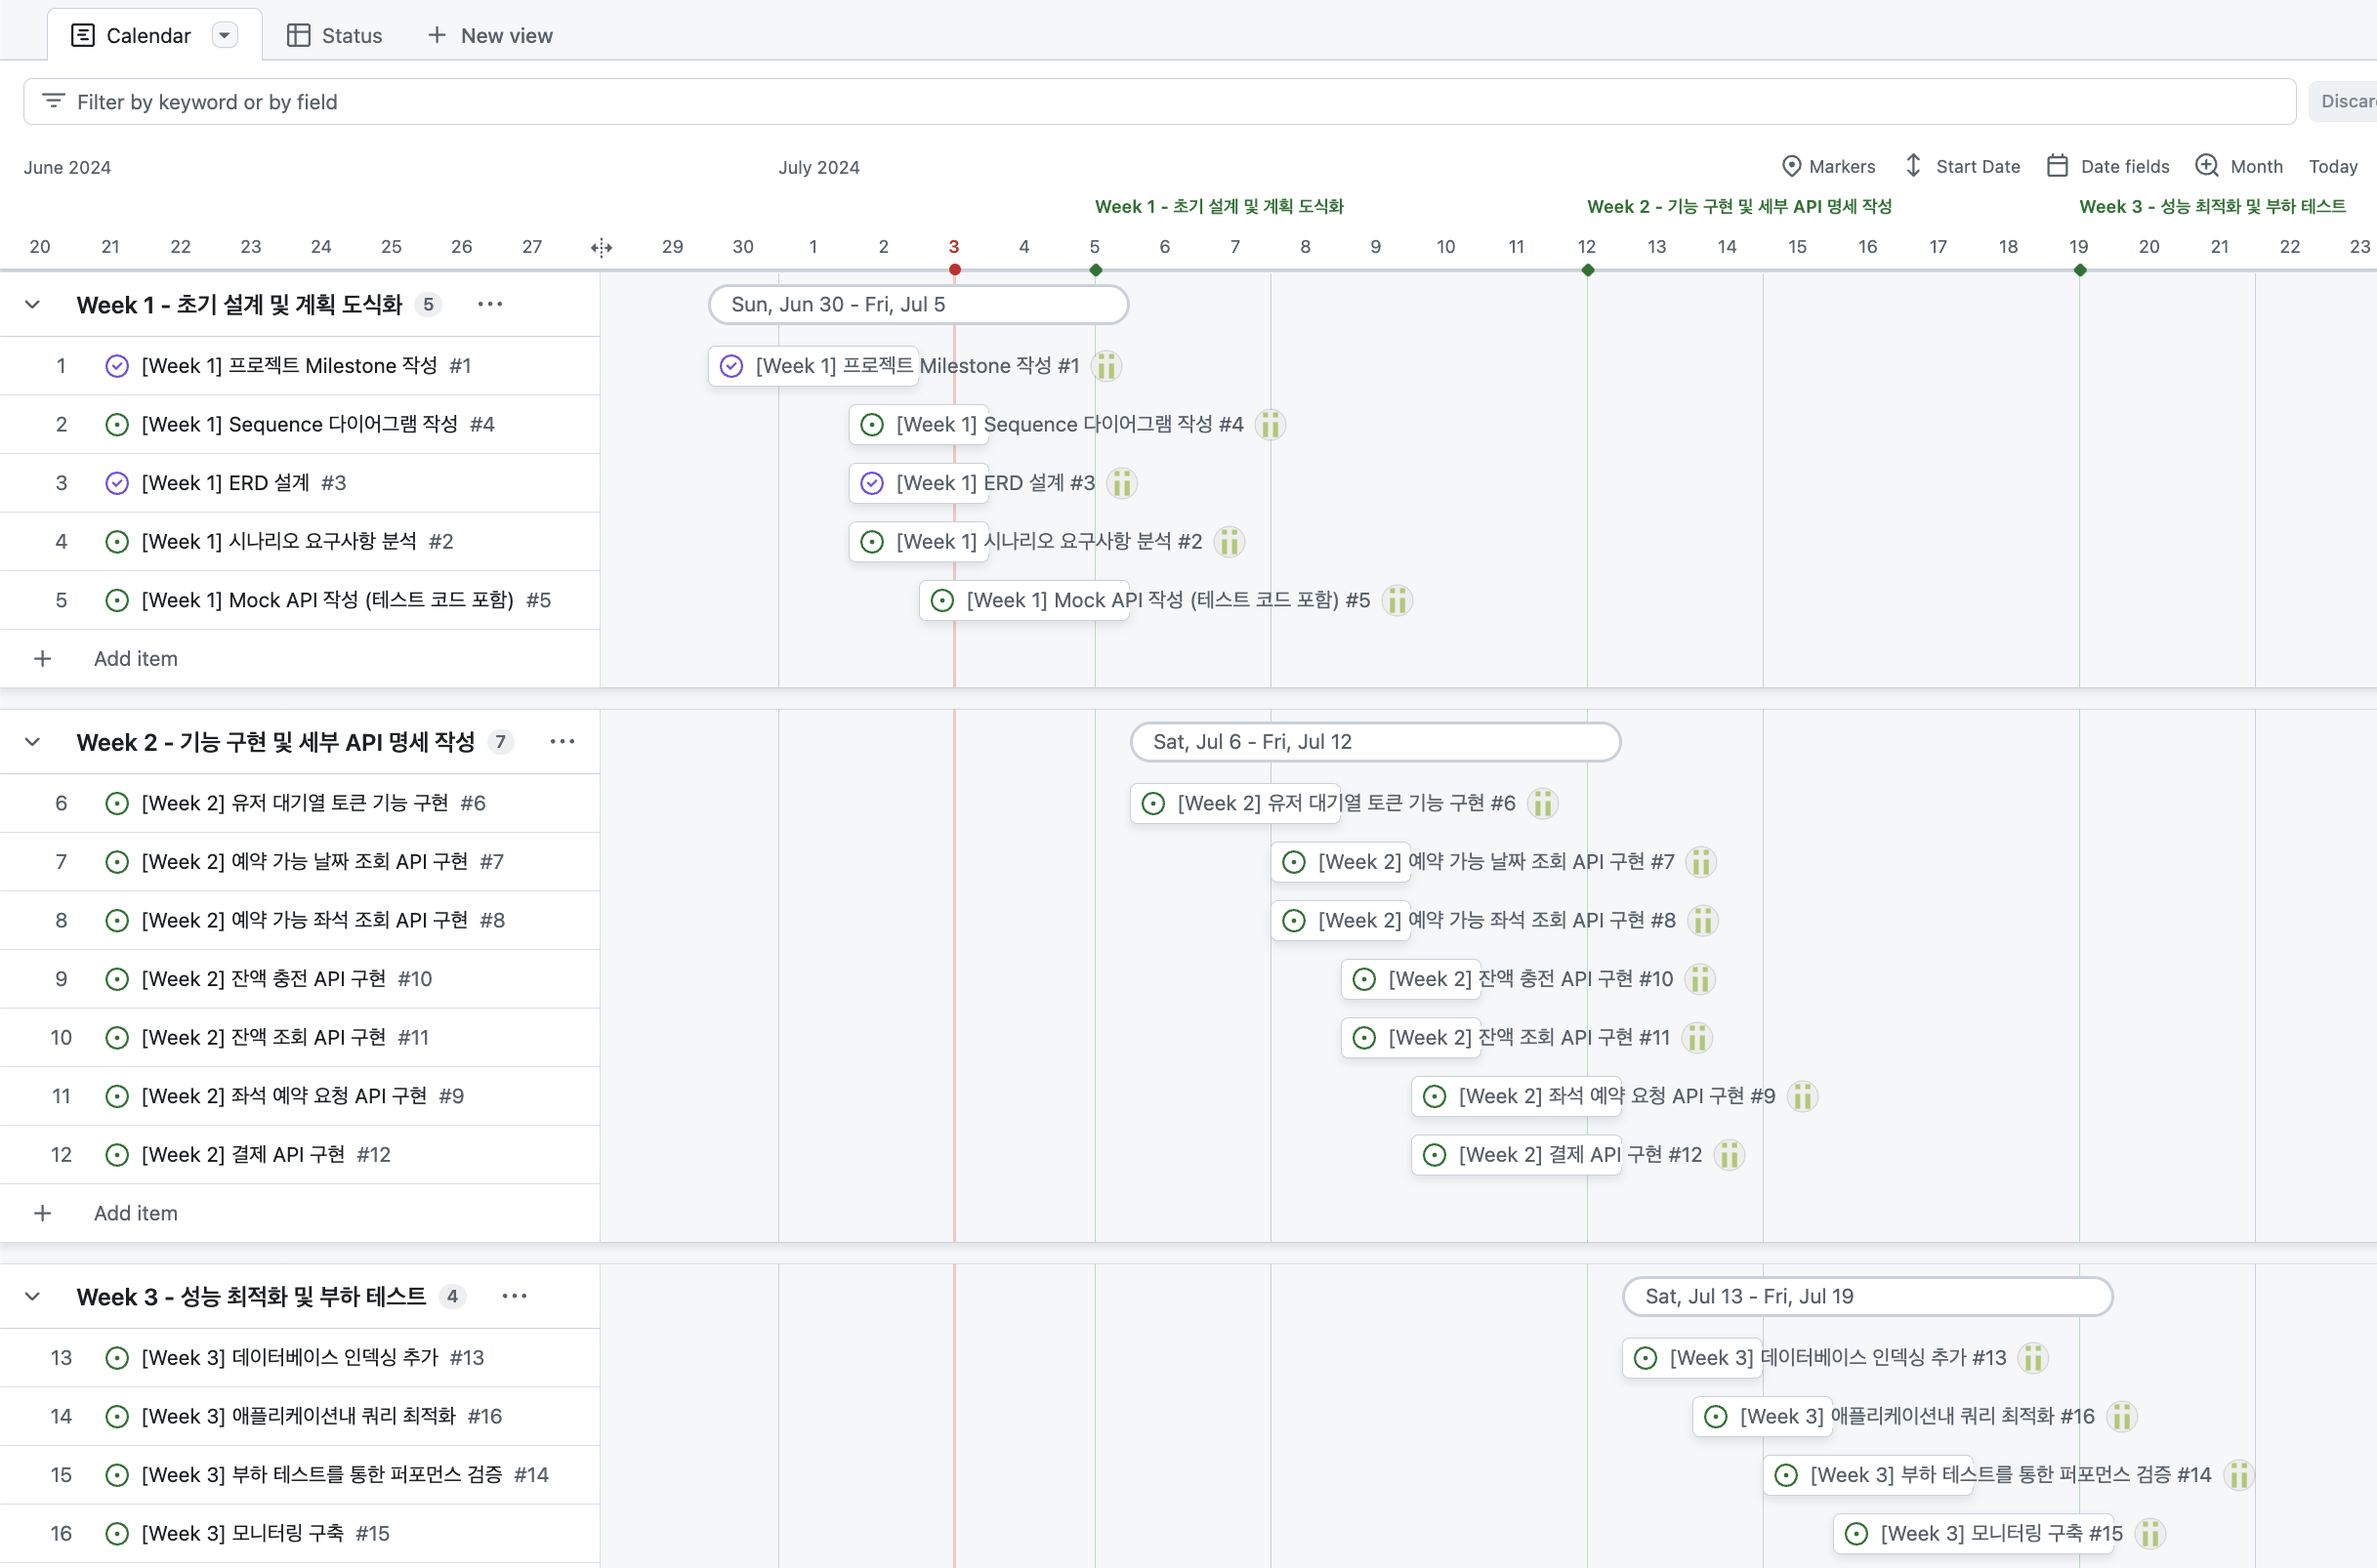 Calendar Status New view
Filter by keyword or by field
June 2024 July 2024 Markers Start Date Date fields Month Today
Week 1 - 초기 설계 및 계획 도식화 Week 2 - 기능 구현 및 세부 API 명세 작성 Week 3 - 성능 최적화 및 부하 테스트
20 21 22 23 24 25 26 27 29 30 1 2 3 4 5 6 7 8 9 10 11 12 13 14 15 16 17 18 19 20 21 22 23
Week 1 - 초기 설계 및 계획 도식화 5 Sun, Jun 30 - Fri, Jul 5
1 [Week 1] 프로젝트 Milestone 작성 #1 [Week 1] 프로젝트 Milestone 작성 #1
2 [Week 1] Sequence 다이어그램 작성 #4 [Week 1] Sequence 다이어그램 작성 #4
3 [Week 1] ERD 설계 #3 [Week 1] ERD 설계 #3
4 [Week 1] 시나리오 요구사항 분석 #2 [Week 1] 시나리오 요구사항 분석 #2
5 [Week 1] Mock API 작성 (테스트 코드 포함) #5 [Week 1] Mock API 작성 (테스트 코드 포함) #5
Add item
Week 2 - 기능 구현 및 세부 API 명세 작성 7 Sat, Jul 6 - Fri, Jul 12
6 [Week 2] 유저 대기열 토큰 기능 구현 #6 [Week 2] 유저 대기열 토큰 기능 구현 #6
7 [Week 2] 예약 가능 날짜 조회 API 구현 #7 [Week 2] 예약 가능 날짜 조회 API 구현 #7
8 [Week 2] 예약 가능 좌석 조회 API 구현 #8 [Week 2] 예약 가능 좌석 조회 API 구현 #8
9 [Week 2] 잔액 충전 API 구현 #10 [Week 2] 잔액 충전 API 구현 #10
10 [Week 2] 잔액 조회 API 구현 #11 [Week 2] 잔액 조회 API 구현 #11
11 [Week 2] 좌석 예약 요청 API 구현 #9 [Week 2] 좌석 예약 요청 API 구현 #9
12 [Week 2] 결제 API 구현 #12 [Week 2] 결제 API 구현 #12
Add item
Week 3 - 성능 최적화 및 부하 테스트 4 Sat, Jul 13 - Fri, Jul 19
13 [Week 3] 데이터베이스 인덱싱 추가 #13 [Week 3] 데이터베이스 인덱싱 추가 #13
14 [Week 3] 애플리케이션내 쿼리 최적화 #16 [Week 3] 애플리케이션내 쿼리 최적화 #16
15 [Week 3] 부하 테스트를 통한 퍼포먼스 검증 #14 [Week 3] 부하 테스트를 통한 퍼포먼스 검증 #14
16 [Week 3] 모니터링 구축 #15 [Week 3] 모니터링 구축 #15